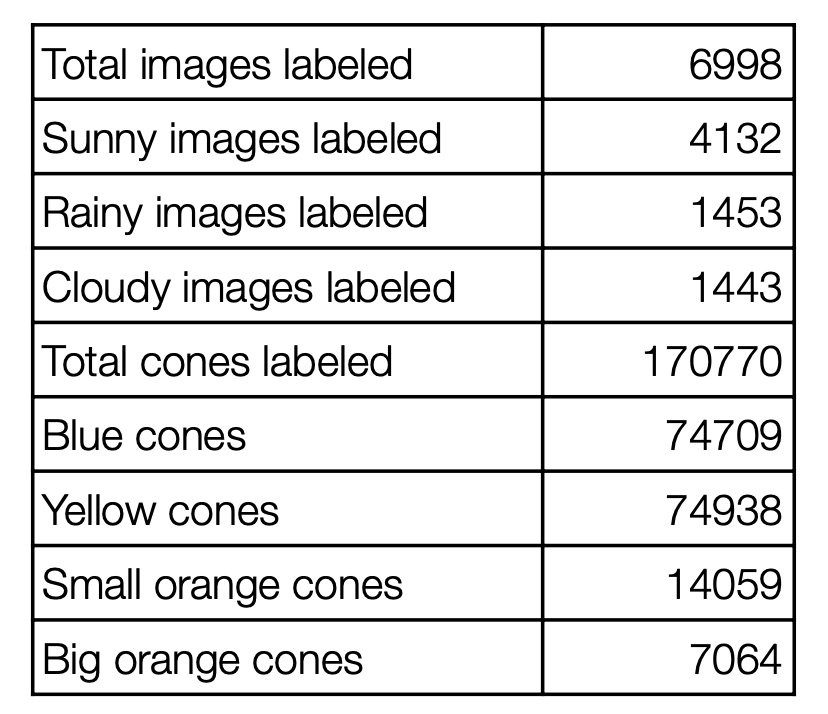 Total images labeled 6998
Sunny images labeled 4132
Rainy images labeled 1453
Cloudy images labeled 1443
Total cones labeled 170770
Blue cones 74709
Yellow cones 74938
Small orange cones 14059
Big orange cones 7064